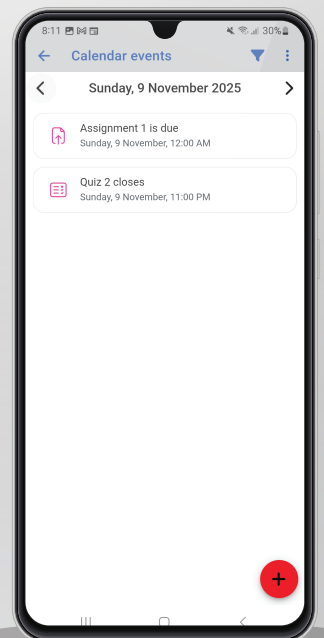 8:11 30%
Calendar events
Sunday, 9 November 2025
Assignment 1 is due
Sunday, 9 November, 12:00 AM
Quiz 2 closes
Sunday, 9 November, 11:00 PM